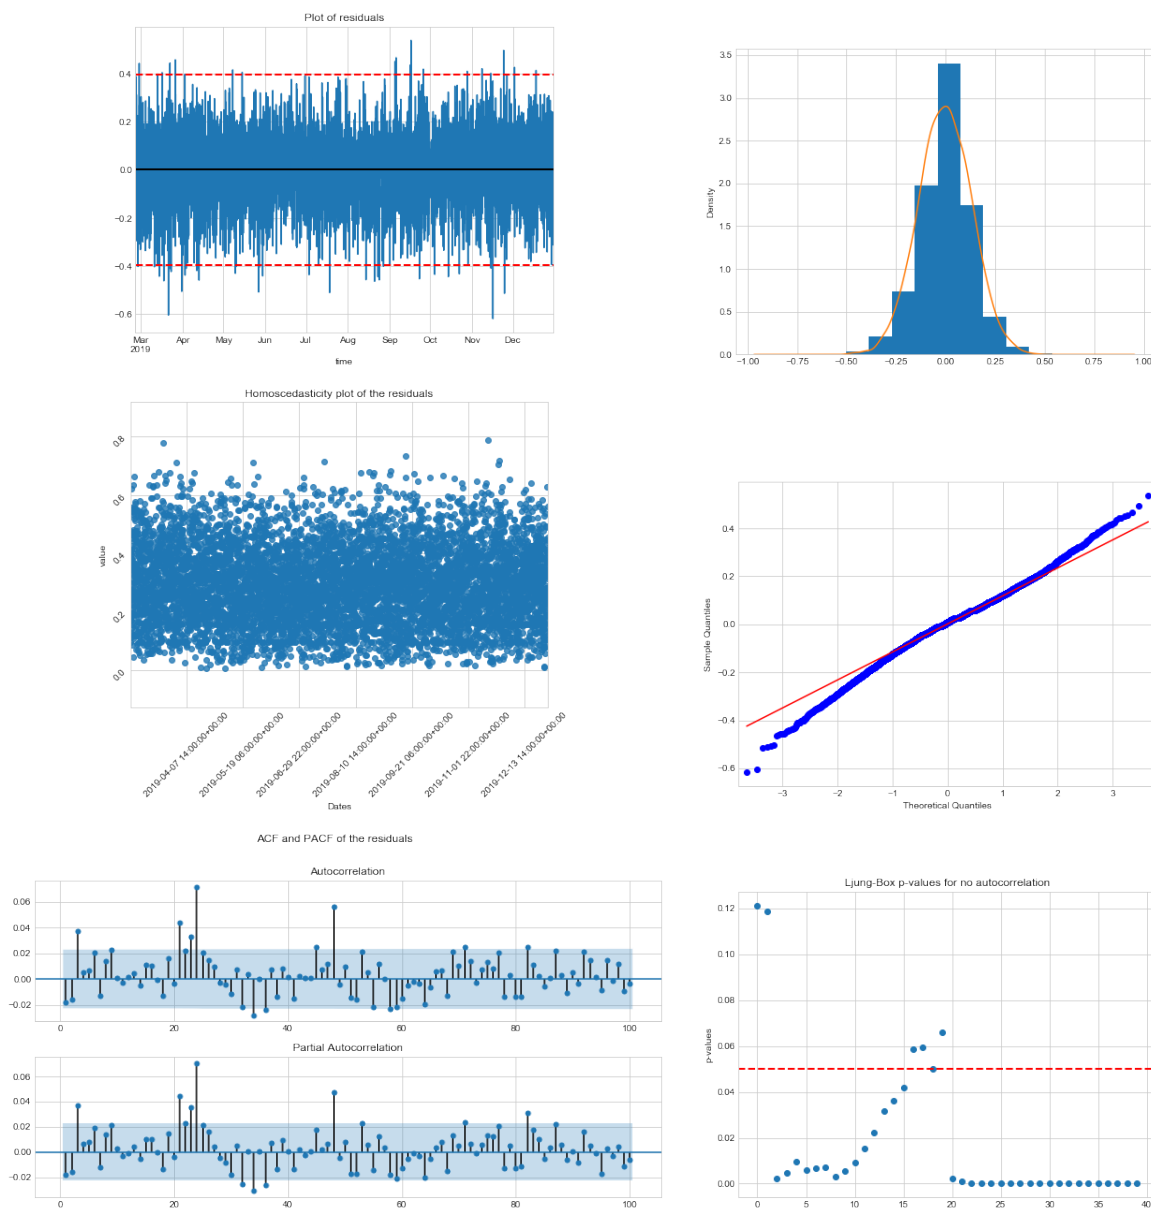 Plot of residuals
0.4
0.2
0.0
−0.2
−0.4
−0.6
Mar Apr May Jun Jul Aug Sep Oct Nov Dec
2019
time
3.5
3.0
2.5
2.0
1.5
1.0
0.5
0.0
Density
−1.00 −0.75 −0.50 −0.25 0.00 0.25 0.50 0.75 1.00
Homoscedasticity plot of the residuals
0.8
0.6
0.4
0.2
0.0
value
2019-04-07 14:00:00+00:00
2019-05-19 06:00:00+00:00
2019-06-29 22:00:00+00:00
2019-08-10 14:00:00+00:00
2019-09-21 06:00:00+00:00
2019-11-01 22:00:00+00:00
2019-12-13 14:00:00+00:00
Dates
0.4
0.2
0.0
−0.2
−0.4
−0.6
Sample Quantiles
−3 −2 −1 0 1 2 3
Theoretical Quantiles
ACF and PACF of the residuals
Autocorrelation
0.06
0.04
0.02
0.00
−0.02
0 20 40 60 80 100
Partial Autocorrelation
0.06
0.04
0.02
0.00
−0.02
0 20 40 60 80 100
Ljung-Box p-values for no autocorrelation
0.12
0.10
0.08
0.06
0.04
0.02
0.00
p-values
0 5 10 15 20 25 30 35 40